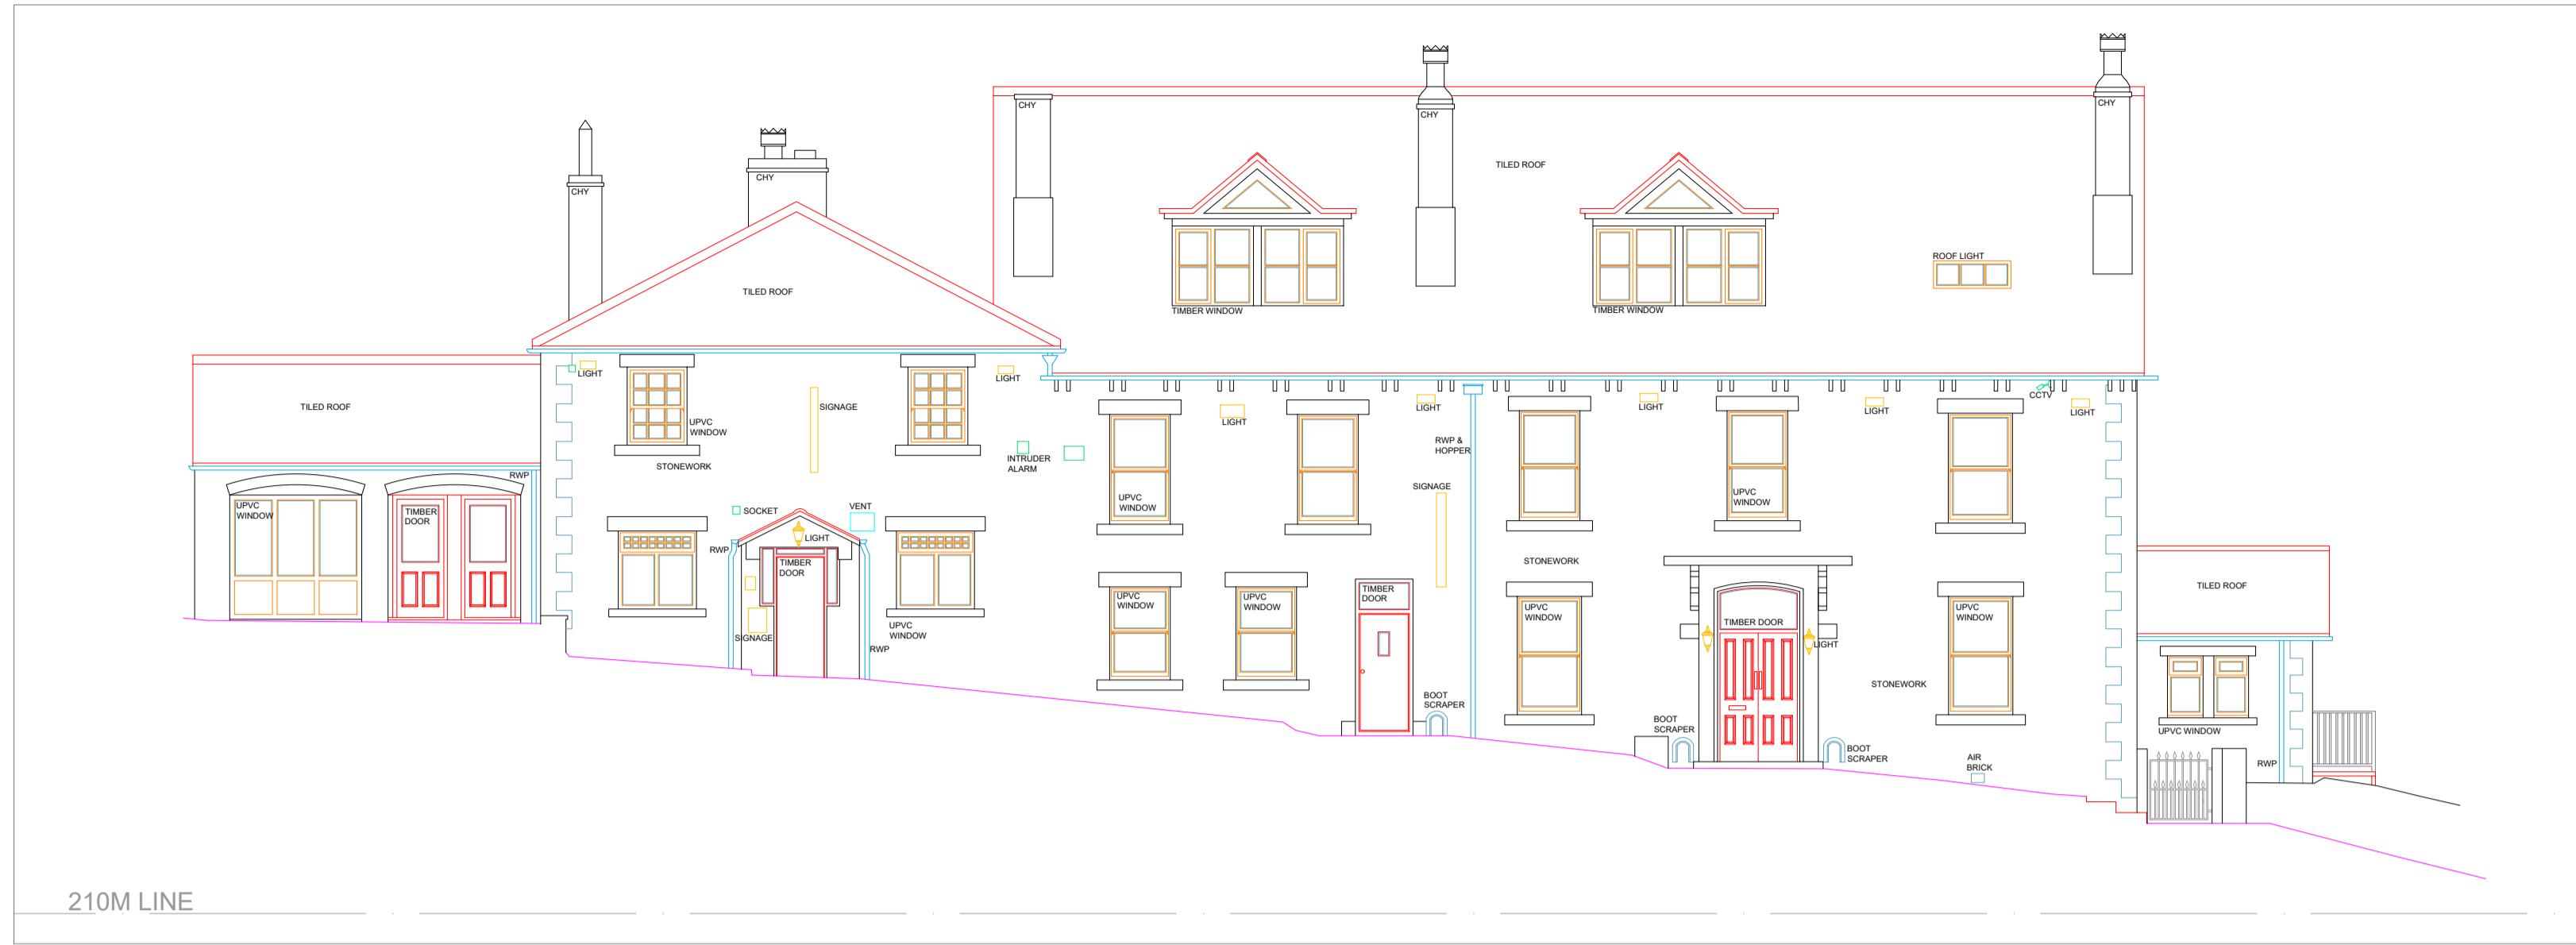 CHY
CHY
CHY
CHY
CHY
TILED ROOF
ROOF LIGHT
TILED ROOF
TIMBER WINDOW
TIMBER WINDOW
LIGHT
LIGHT
CCTV
TILED ROOF
SIGNAGE
LIGHT
LIGHT
LIGHT
LIGHT
LIGHT
UPVC
WINDOW
RWP &
HOPPER
STONEWORK
INTRUDER
ALARM
RWP
SIGNAGE
UPVC
WINDOW
UPVC
WINDOW
UPVC
WINDOW
TIMBER
DOOR
SOCKET
VENT
LIGHT
RWP
TIMBER
DOOR
STONEWORK
TILED ROOF
UPVC
WINDOW
UPVC
WINDOW
TIMBER
DOOR
UPVC
WINDOW
UPVC
WINDOW
SIGNAGE
UPVC
WINDOW
TIMBER DOOR
LIGHT
RWP
STONEWORK
BOOT
SCRAPER
BOOT
SCRAPER
UPVC WINDOW
BOOT
SCRAPER
AIR
BRICK
RWP
210M LINE